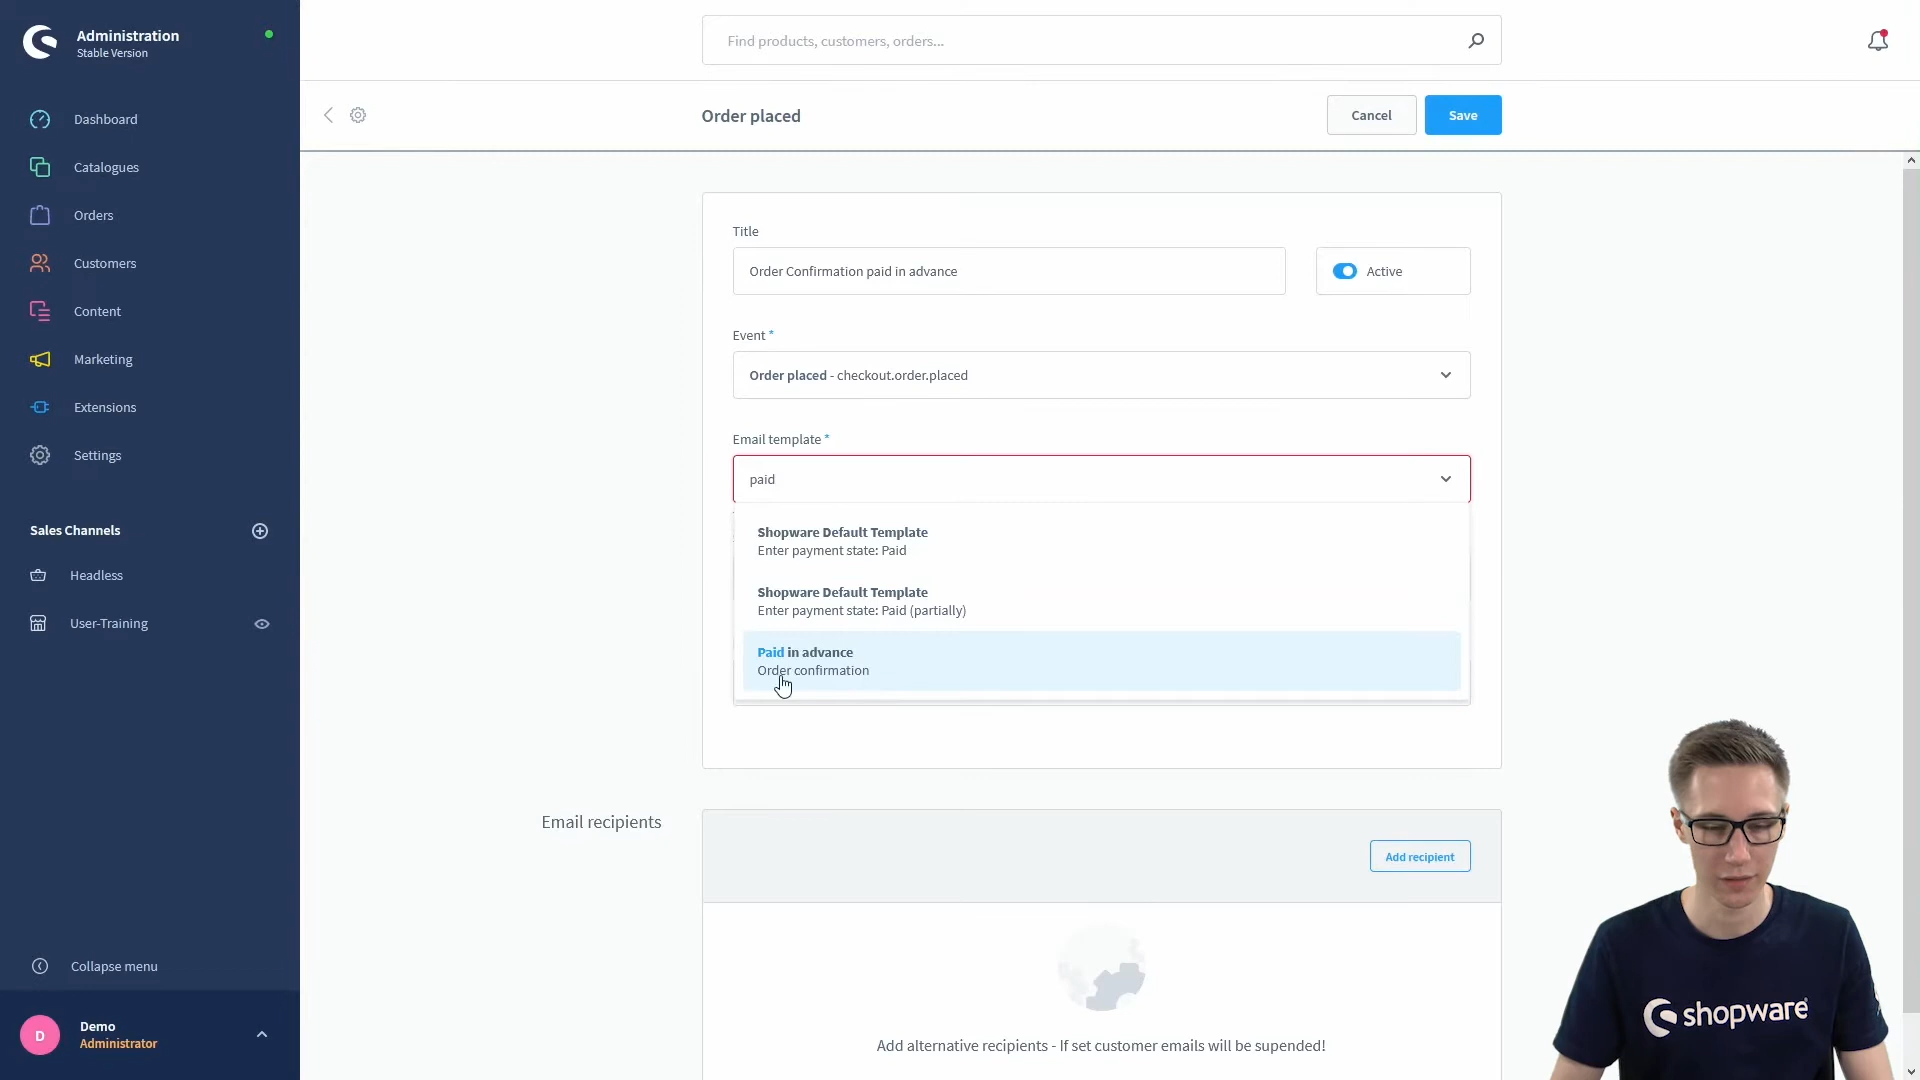 Administration
Stable Version
Find products, customers, orders...
Order placed
Cancel
Save
Dashboard
Catalogues
Orders
Customers
Content
Marketing
Extensions
Settings
Sales Channels
Headless
User-Training
Collapse menu
D
Demo
Administrator
Title
Order Confirmation paid in advance
Active
Event *
Order placed - checkout.order.placed
Email template *
paid
Shopware Default Template
Enter payment state: Paid
Shopware Default Template
Enter payment state: Paid (partially)
Paid in advance
Order confirmation
Email recipients
Add recipient
Add alternative recipients - If set customer emails will be supended!
shopware